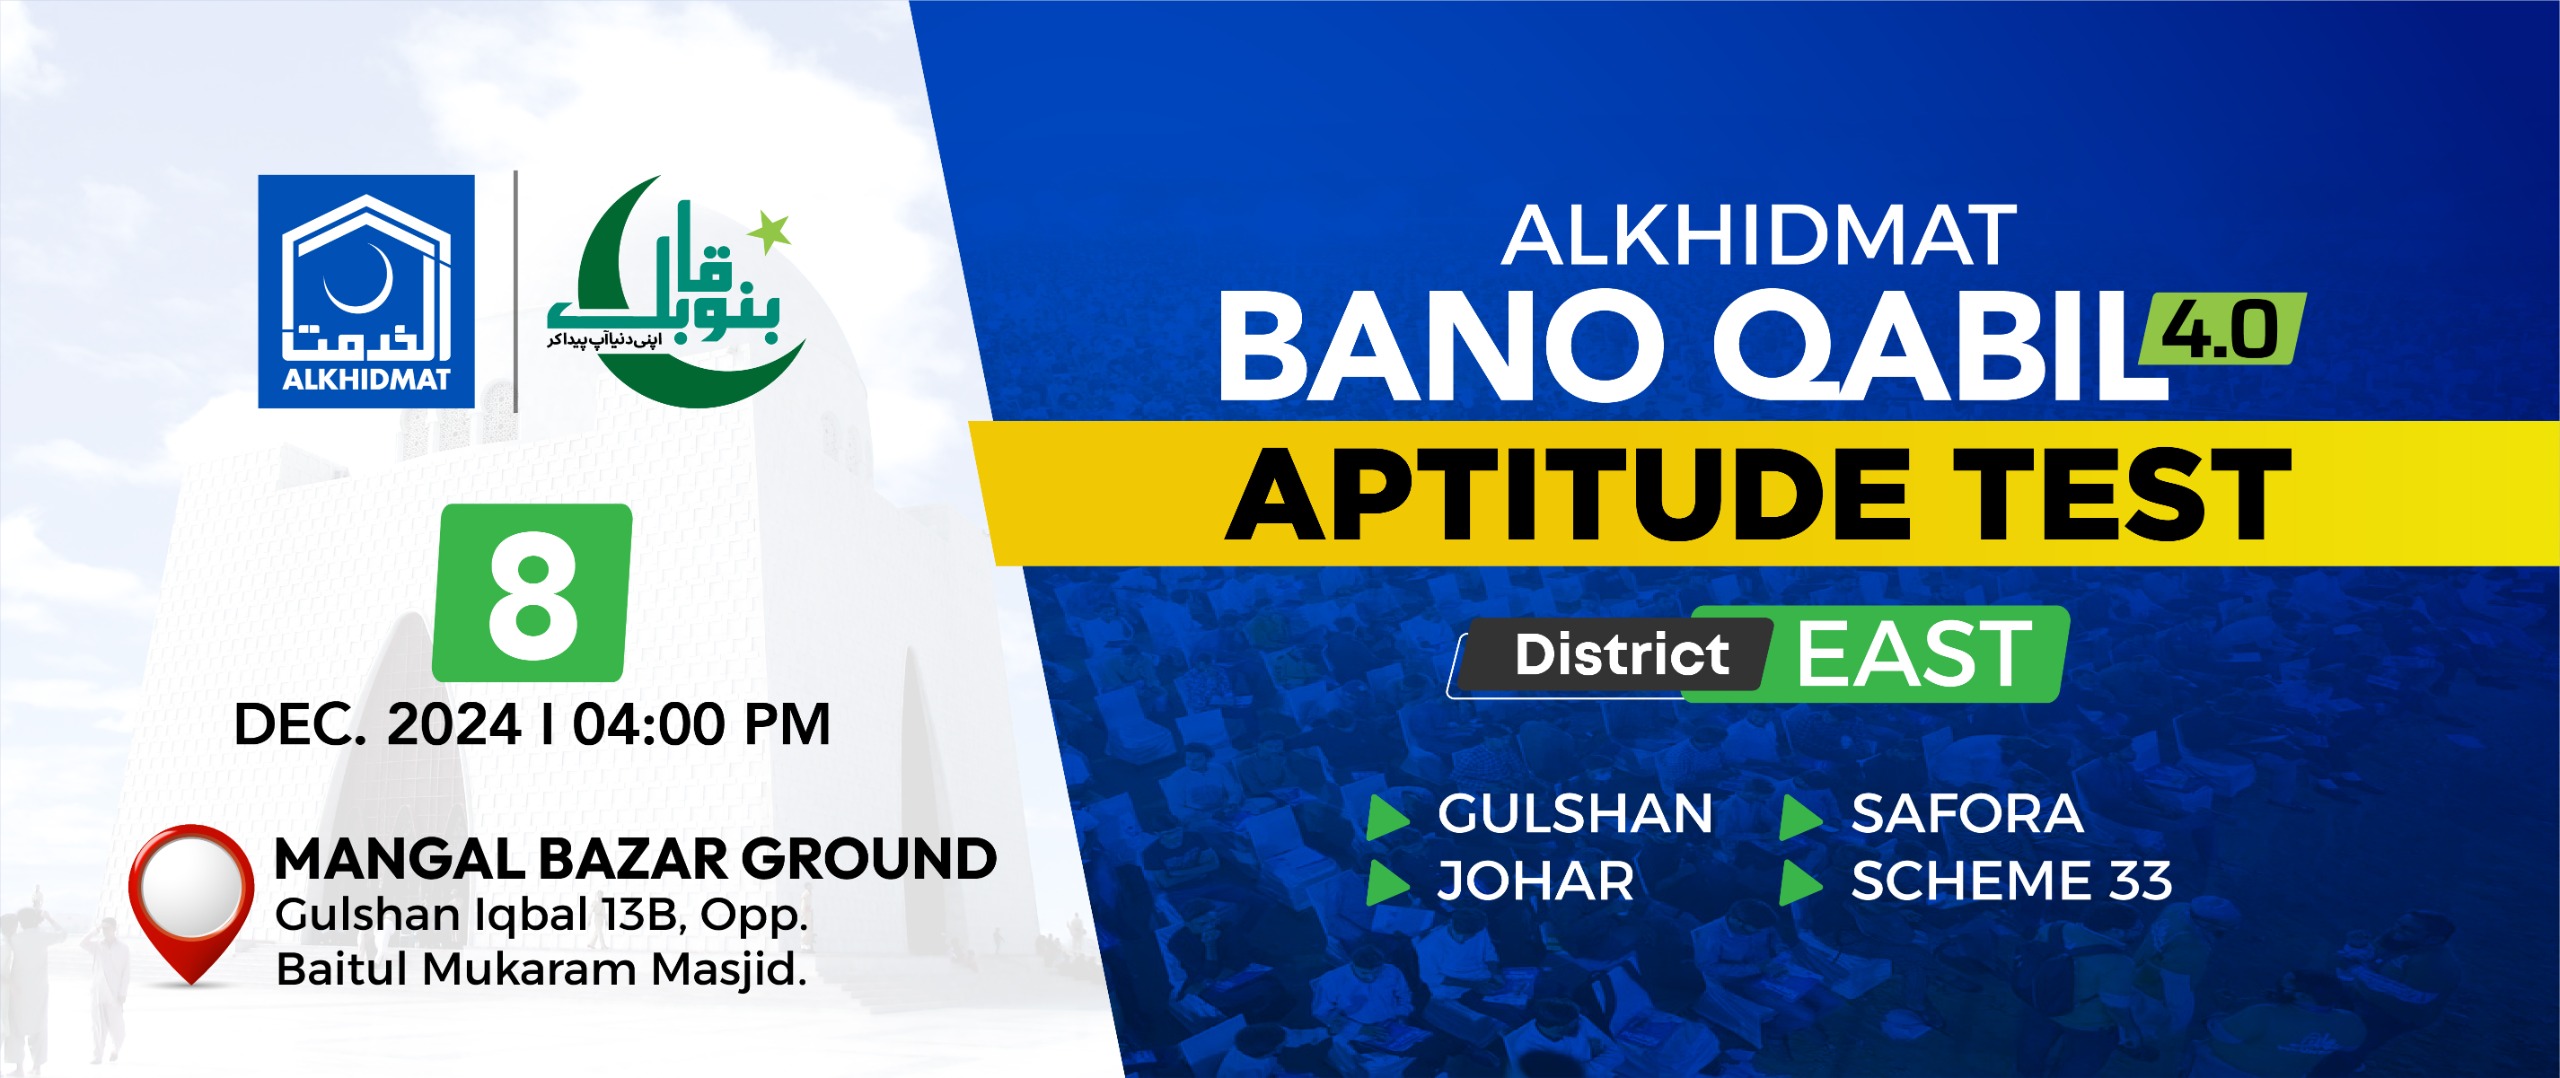 الخدمت
ALKHIDMAT
بنو قابل
اپنی دنیا آپ پیدا کر
8
DEC. 2024 | 04:00 PM
MANGAL BAZAR GROUND
Gulshan Iqbal 13B, Opp.
Baitul Mukaram Masjid.
ALKHIDMAT
BANO QABIL 4.0
APTITUDE TEST
District EAST
GULSHAN
JOHAR
SAFORA
SCHEME 33